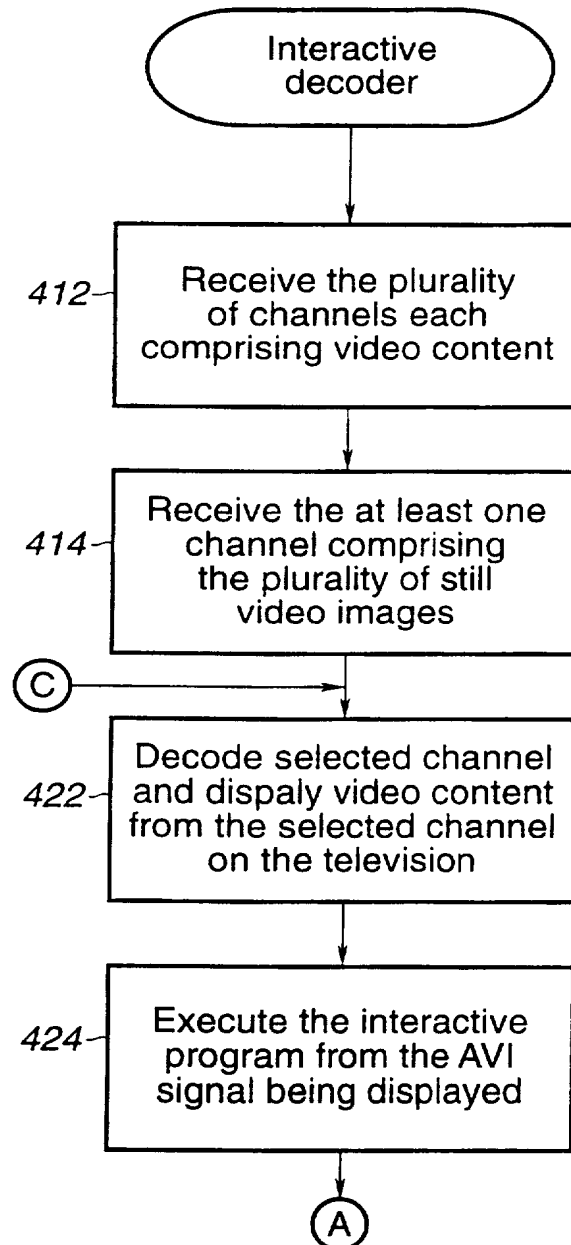 Interactive
decoder
412
Receive the plurality
of channels each
comprising video content
414
Receive the at least one
channel comprising
the plurality of still
video images
C
422
Decode selected channel
and dispaly video content
from the selected channel
on the television
424
Execute the interactive
program from the AVI
signal being displayed
A